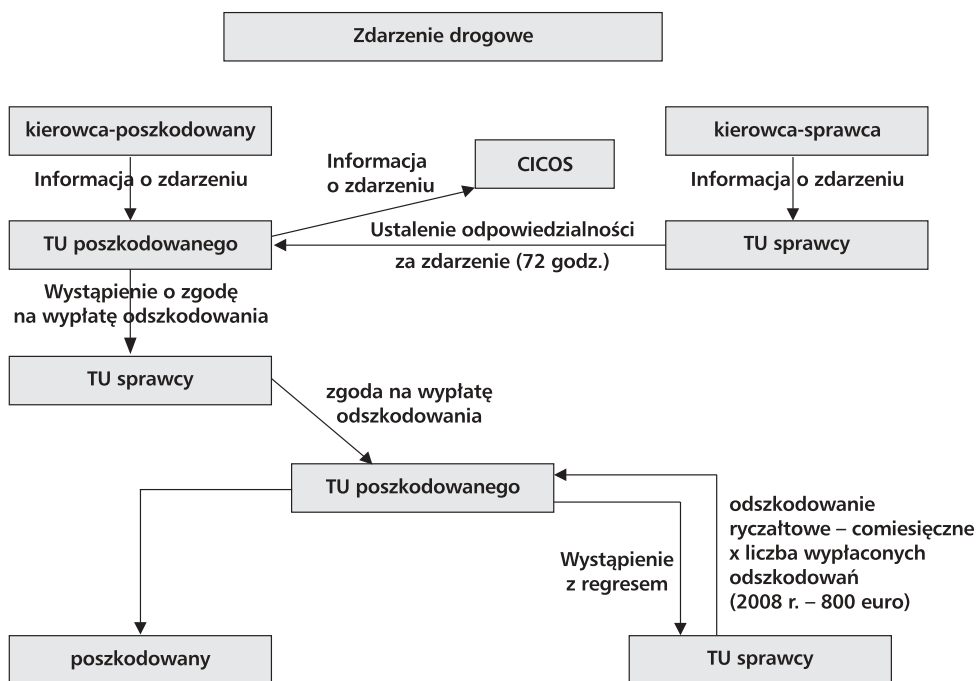 Zdarzenie drogowe
kierowca-poszkodowany
kierowca-sprawca
Informacja o zdarzeniu
Informacja
o zdarzeniu
CICOS
Informacja o zdarzeniu
TU poszkodowanego
Ustalenie odpowiedzialności
za zdarzenie (72 godz.)
TU sprawcy
Wystąpienie o zgodę
na wypłatę odszkodowania
TU sprawcy
zgoda na wypłatę
odszkodowania
TU poszkodowanego
Wystąpienie
z regresem
odszkodowanie
ryczałtowe – comiesięczne
x liczba wypłaconych
odszkodowań
(2008 r. – 800 euro)
poszkodowany
TU sprawcy